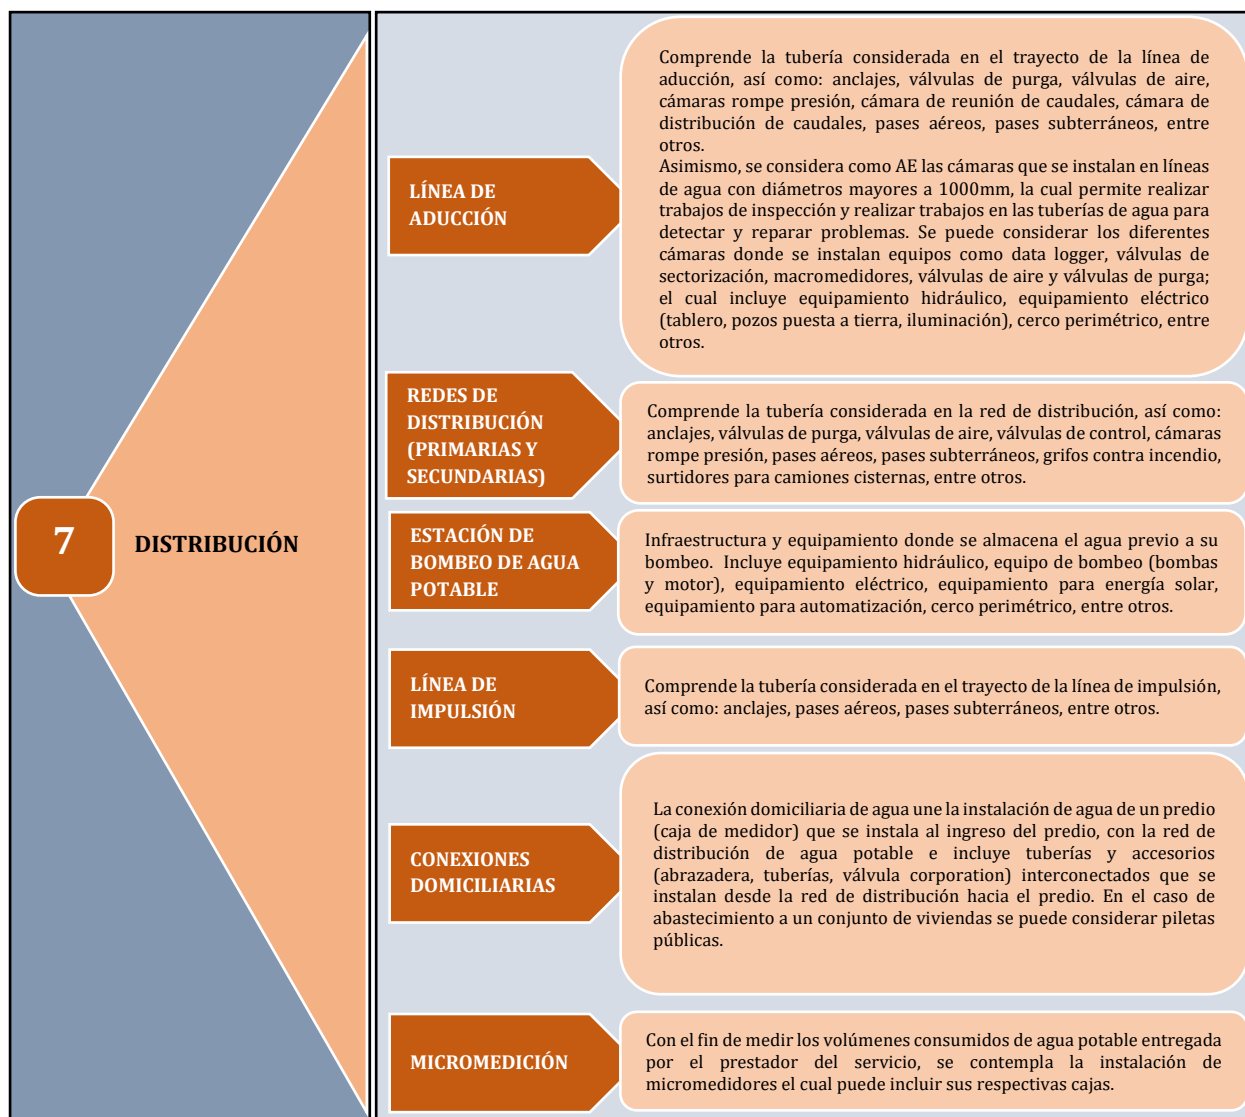 7
DISTRIBUCIÓN
LÍNEA DE
ADUCCIÓN
Comprende la tubería considerada en el trayecto de la línea de
aducción, así como: anclajes, válvulas de purga, válvulas de aire,
cámaras rompe presión, cámara de reunión de caudales, cámara de
distribución de caudales, pases aéreos, pases subterráneos, entre
otros.
Asimismo, se considera como AE las cámaras que se instalan en líneas
de agua con diámetros mayores a 1000mm, la cual permite realizar
trabajos de inspección y realizar trabajos en las tuberías de agua para
detectar y reparar problemas. Se puede considerar los diferentes
cámaras donde se instalan equipos como data logger, válvulas de
sectorización, macromedidores, válvulas de aire y válvulas de purga;
el cual incluye equipamiento hidráulico, equipamiento eléctrico
(tablero, pozos puesta a tierra, iluminación), cerco perimétrico, entre
otros.
REDES DE
DISTRIBUCIÓN
(PRIMARIAS Y
SECUNDARIAS)
Comprende la tubería considerada en la red de distribución, así como:
anclajes, válvulas de purga, válvulas de aire, válvulas de control, cámaras
rompe presión, pases aéreos, pases subterráneos, grifos contra incendio,
surtidores para camiones cisternas, entre otros.
ESTACIÓN DE
BOMBEO DE AGUA
POTABLE
Infraestructura y equipamiento donde se almacena el agua previo a su
bombeo. Incluye equipamiento hidráulico, equipo de bombeo (bombas
y motor), equipamiento eléctrico, equipamiento para energía solar,
equipamiento para automatización, cerco perimétrico, entre otros.
LÍNEA DE
IMPULSIÓN
Comprende la tubería considerada en el trayecto de la línea de impulsión,
así como: anclajes, pases aéreos, pases subterráneos, entre otros.
CONEXIONES
DOMICILIARIAS
La conexión domiciliaria de agua une la instalación de agua de un predio
(caja de medidor) que se instala al ingreso del predio, con la red de
distribución de agua potable e incluye tuberías y accesorios
(abrazadera, tuberías, válvula corporation) interconectados que se
instalan desde la red de distribución hacia el predio. En el caso de
abastecimiento a un conjunto de viviendas se puede considerar piletas
públicas.
MICROMEDICIÓN
Con el fin de medir los volúmenes consumidos de agua potable entregada
por el prestador del servicio, se contempla la instalación de
micromedidores el cual puede incluir sus respectivas cajas.